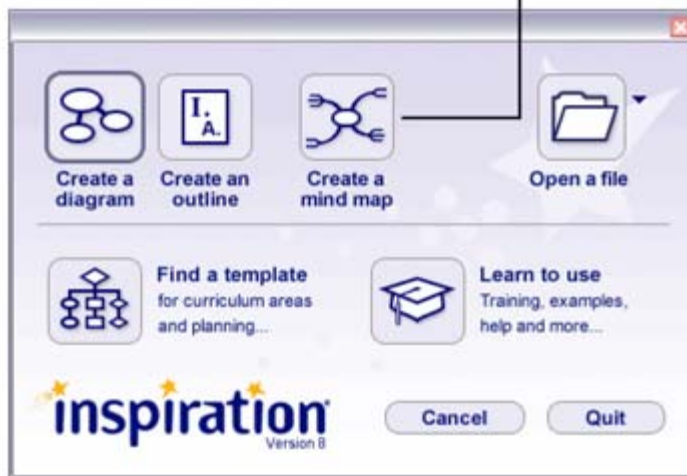 I.
A.
Create a
diagram
Create an
outline
Create a
mind map
Open a file
Find a template
for curriculum areas
and planning...
Learn to use
Training, examples,
help and more...
inspiration
Version 8
Cancel
Quit